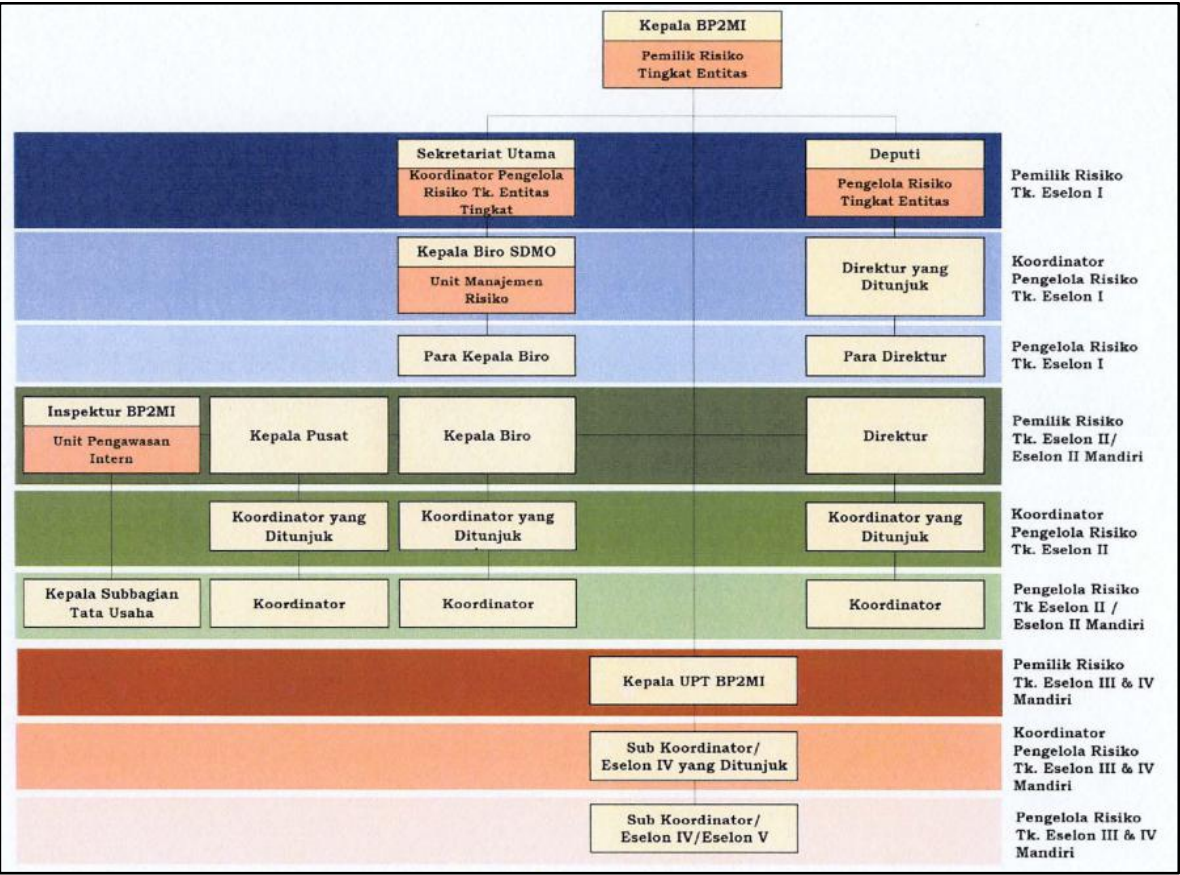 Kepala BP2MI
Pemilik Risiko
Tingkat Entitas
Sekretariat Utama
Koordinator Pengelola
Risiko Tk. Entitas
Tingkat
Deputi
Pengelola Risiko
Tingkat Entitas
Pemilik Risiko
Tk. Eselon I
Kepala Biro SDMO
Unit Manajemen
Risiko
Direktur yang
Ditunjuk
Koordinator
Pengelola Risiko
Tk. Eselon I
Para Kepala Biro
Para Direktur
Pengelola Risiko
Tk. Eselon I
Inspektur BP2MI
Unit Pengawasan
Intern
Kepala Pusat
Kepala Biro
Direktur
Pemilik Risiko
Tk. Eselon II/
Eselon II Mandiri
Koordinator yang
Ditunjuk
Koordinator yang
Ditunjuk
Koordinator yang
Ditunjuk
Koordinator
Pengelola Risiko
Tk. Eselon II
Kepala Subbagian
Tata Usaha
Koordinator
Koordinator
Koordinator
Pengelola Risiko
Tk Eselon II /
Eselon II Mandiri
Kepala UPT BP2MI
Pemilik Risiko
Tk. Eselon III & IV
Mandiri
Sub Koordinator/
Eselon IV yang Ditunjuk
Koordinator
Pengelola Risiko
Tk. Eselon III & IV
Mandiri
Sub Koordinator/
Eselon IV/Eselon V
Pengelola Risiko
Tk. Eselon III & IV
Mandiri